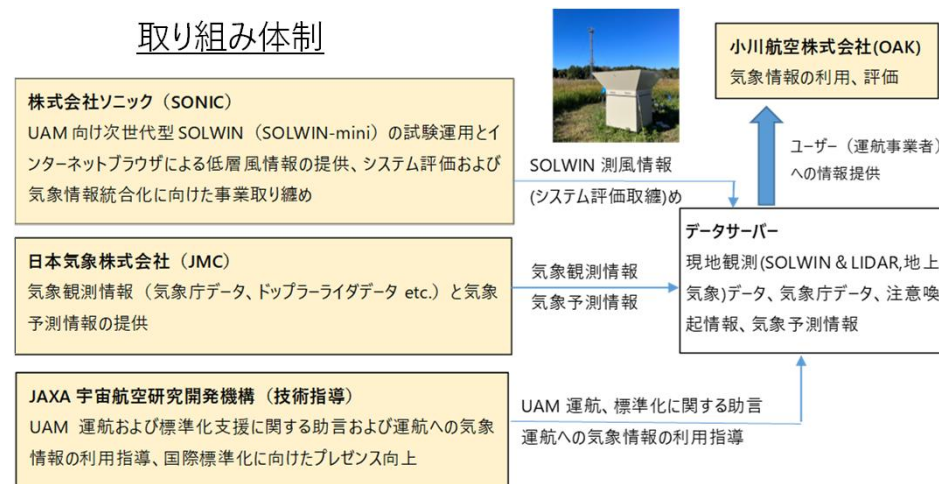 取り組み体制
株式会社ソニック（SONIC）
UAM 向け次世代型 SOLWIN（SOLWIN-mini）の試験運用とイ
ンターネットブラウザによる低層風情報の提供、システム評価および
気象情報統合化に向けた事業取り纏め
SOLWIN 測風情報
(システム評価取纏)め
小川航空株式会社(OAK)
気象情報の利用、評価
ユーザー（運航事業者）
への情報提供
日本気象株式会社（JMC）
気象観測情報（気象庁データ、ドップラーライダデータ etc.）と気象
予測情報の提供
気象観測情報
気象予測情報
データサーバー
現地観測(SOLWIN & LIDAR,地上
気象)データ、気象庁データ、注意喚
起情報、気象予測情報
JAXA 宇宙航空研究開発機構（技術指導）
UAM 運航および標準化支援に関する助言および運航への気象
情報の利用指導、国際標準化に向けたプレゼンス向上
UAM 運航、標準化に関する助言
運航への気象情報の利用指導